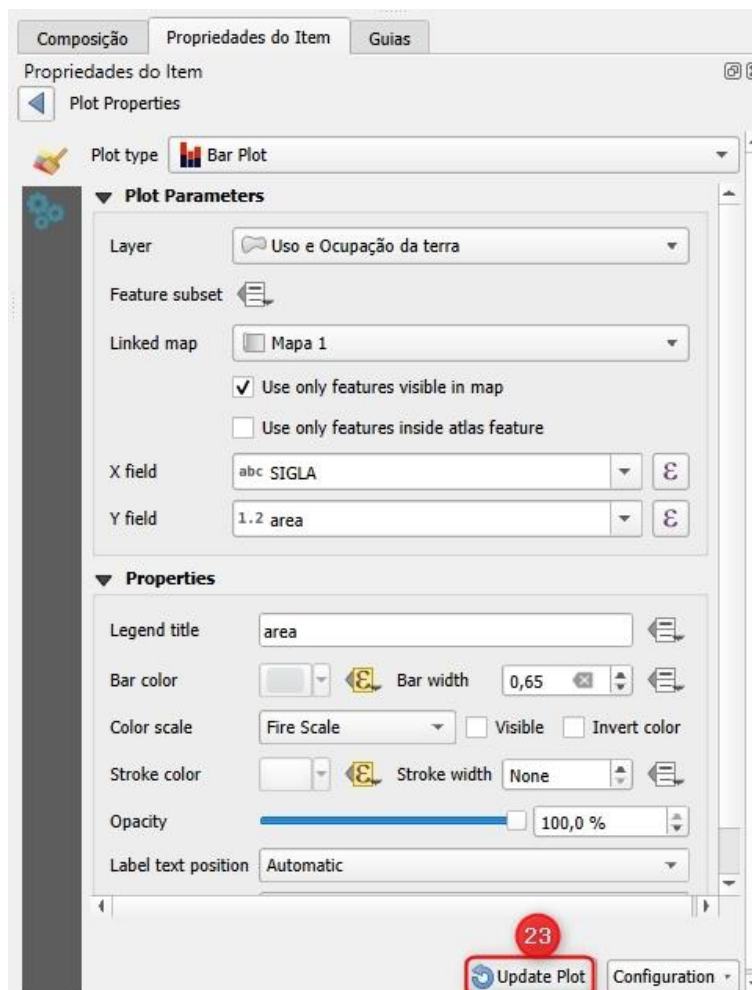 Composição Propriedades do Item Guias
Propriedades do Item
Plot Properties
Plot type Bar Plot
Plot Parameters
Layer Uso e Ocupação da terra
Feature subset
Linked map Mapa 1
Use only features visible in map
Use only features inside atlas feature
X field abc SIGLA ε
Y field 1.2 area ε
Properties
Legend title area
Bar color ε Bar width 0,65
Color scale Fire Scale Visible Invert color
Stroke color ε Stroke width None
Opacity 100,0 %
Label text position Automatic
23
Update Plot Configuration